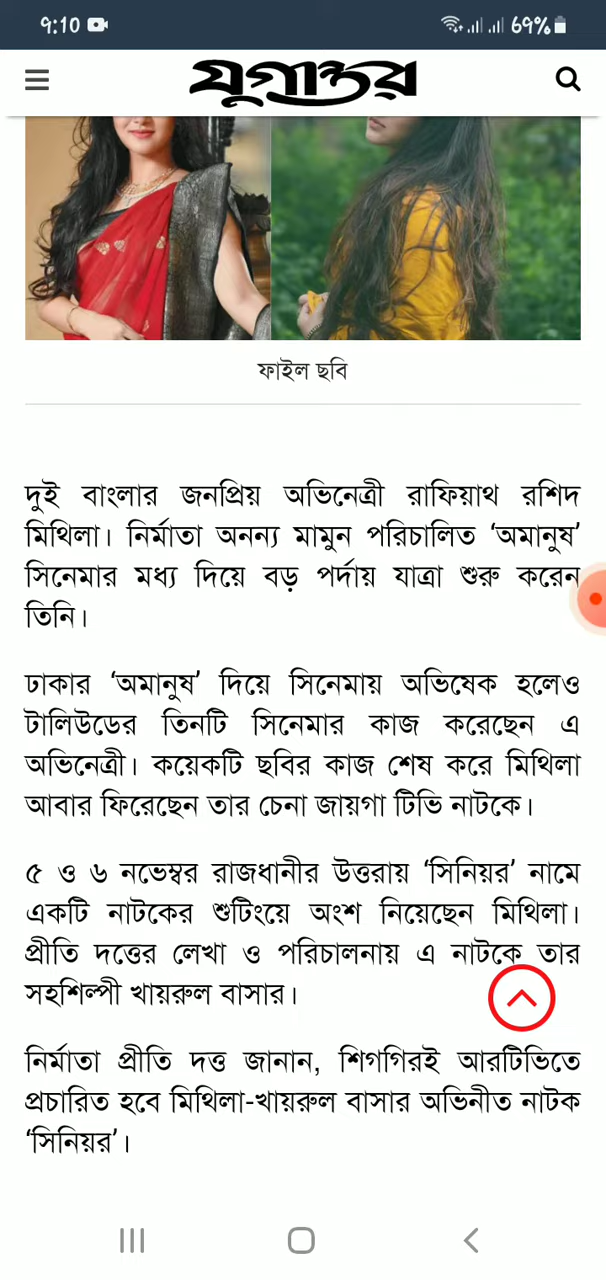 9:10
69%
যুগান্তর
ফাইল ছবি
দুই বাংলার জনপ্রিয় অভিনেত্রী রাফিয়াথ রশিদ
মিথিলা। নির্মাতা অনন্য মামুন পরিচালিত ‘অমানুষ’
সিনেমার মধ্য দিয়ে বড় পর্দায় যাত্রা শুরু করেন
তিনি।
ঢাকার ‘অমানুষ’ দিয়ে সিনেমায় অভিষেক হলেও
টালিউডের তিনটি সিনেমার কাজ করেছেন এ
অভিনেত্রী। কয়েকটি ছবির কাজ শেষ করে মিথিলা
আবার ফিরেছেন তার চেনা জায়গা টিভি নাটকে।
৫ ও ৬ নভেম্বর রাজধানীর উত্তরায় ‘সিনিয়র’ নামে
একটি নাটকের শুটিংয়ে অংশ নিয়েছেন মিথিলা।
প্রীতি দত্তের লেখা ও পরিচালনায় এ নাটকে তার
সহশিল্পী খায়রুল বাসার।
নির্মাতা প্রীতি দত্ত জানান, শিগগিরই আরটিভিতে
প্রচারিত হবে মিথিলা-খায়রুল বাসার অভিনীত নাটক
‘সিনিয়র’।